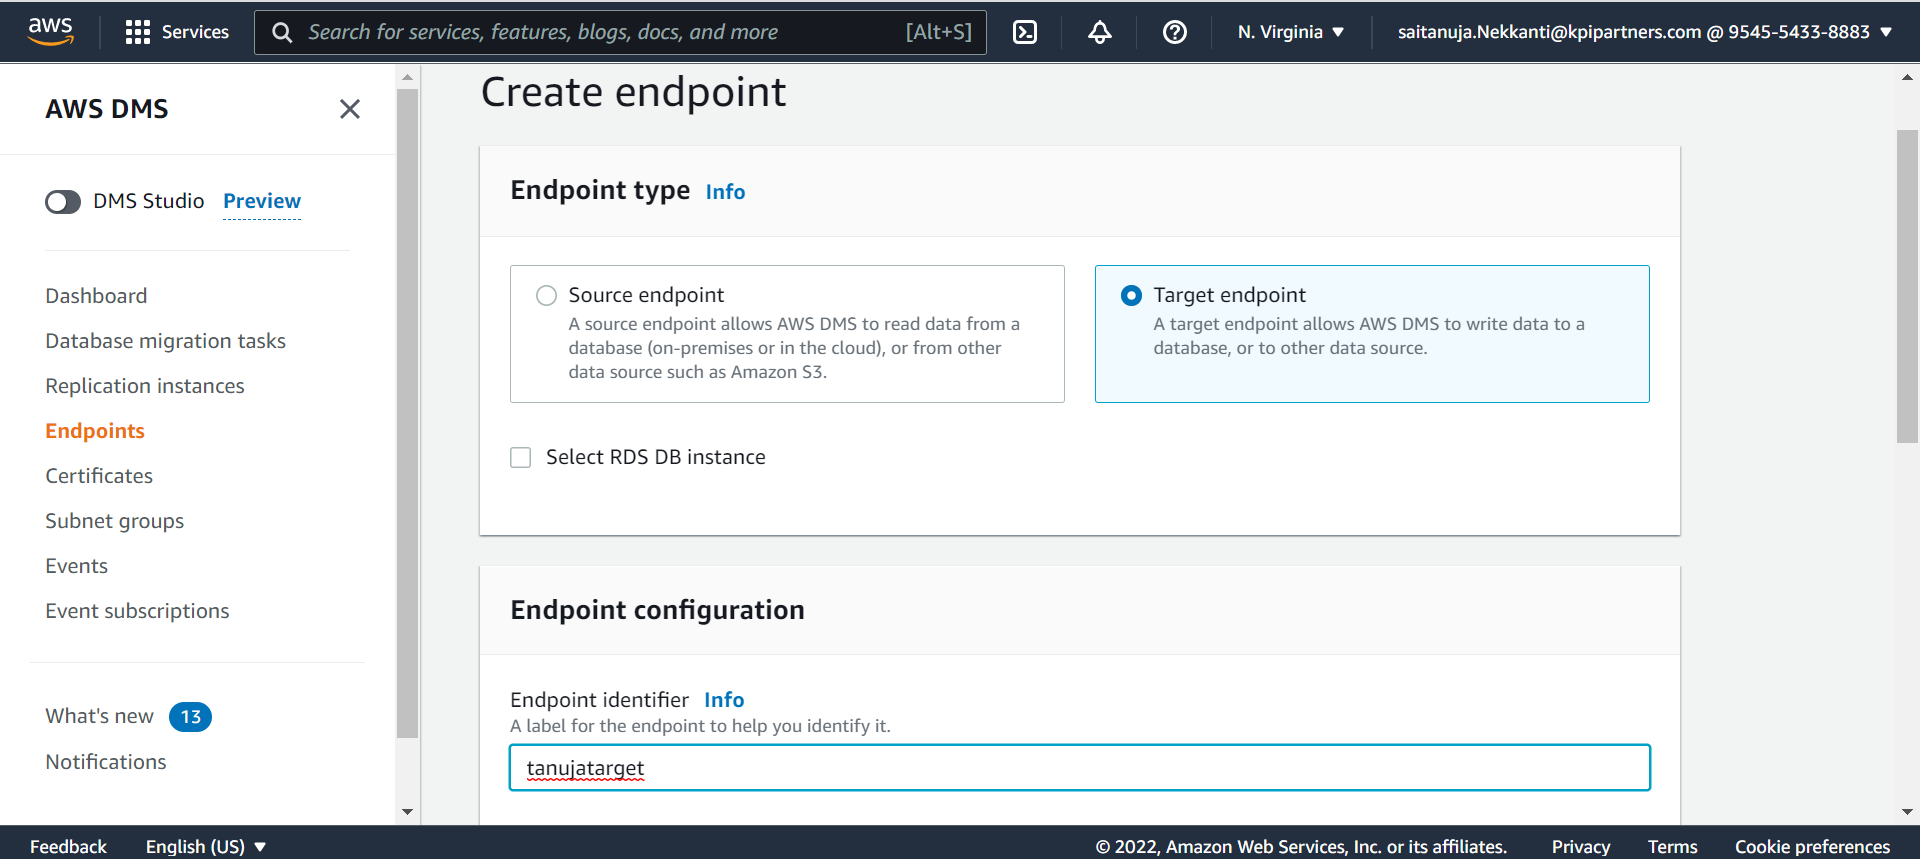 aws
Services
Search for services, features, blogs, docs, and more
[Alt+S]
N. Virginia ▼
saitanuja.Nekkanti@kpipartners.com @ 9545-5433-8883 ▼
AWS DMS
DMS Studio Preview
Dashboard
Database migration tasks
Replication instances
Endpoints
Certificates
Subnet groups
Events
Event subscriptions
What's new 13
Notifications
Create endpoint
Endpoint type Info
Source endpoint
A source endpoint allows AWS DMS to read data from a
database (on-premises or in the cloud), or from other
data source such as Amazon S3.
Target endpoint
A target endpoint allows AWS DMS to write data to a
database, or to other data source.
Select RDS DB instance
Endpoint configuration
Endpoint identifier Info
A label for the endpoint to help you identify it.
tanujatarget
Feedback
English (US) ▼
© 2022, Amazon Web Services, Inc. or its affiliates.
Privacy
Terms
Cookie preferences